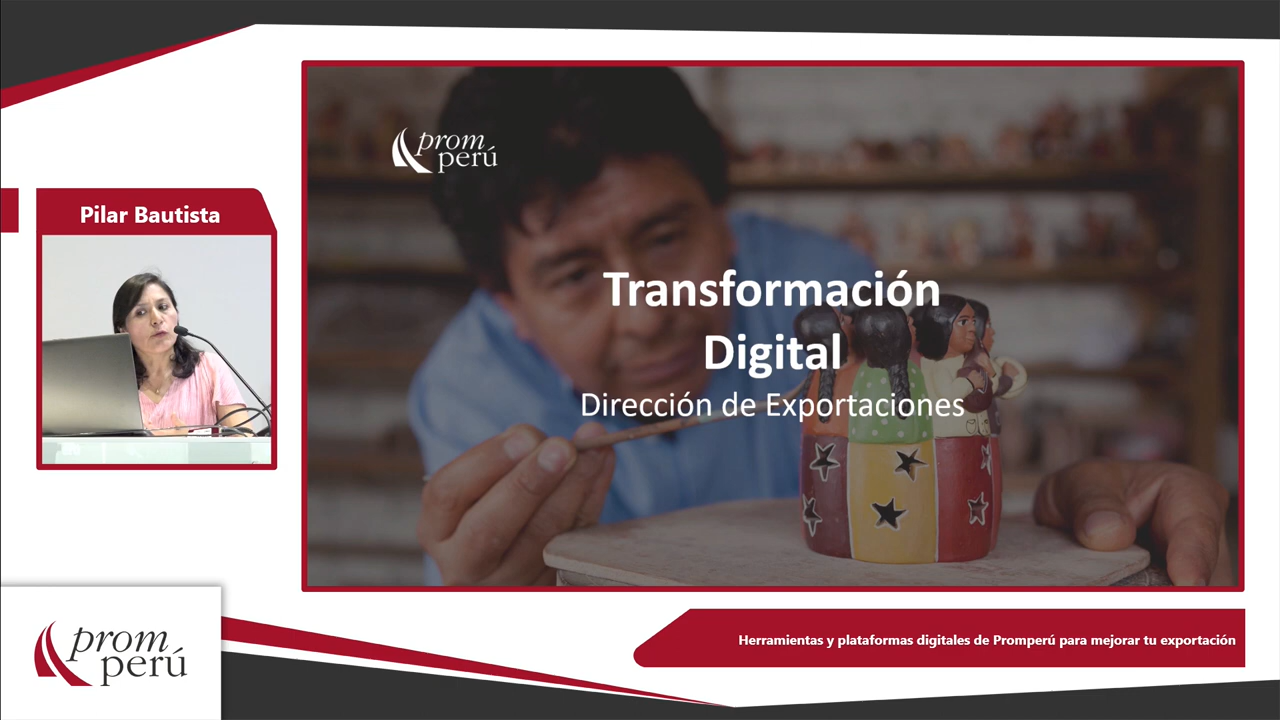 Pilar Bautista
prom
perú
Transformación
Digital
Dirección de Exportaciones
prom
perú
Herramientas y plataformas digitales de Promperú para mejorar tu exportación